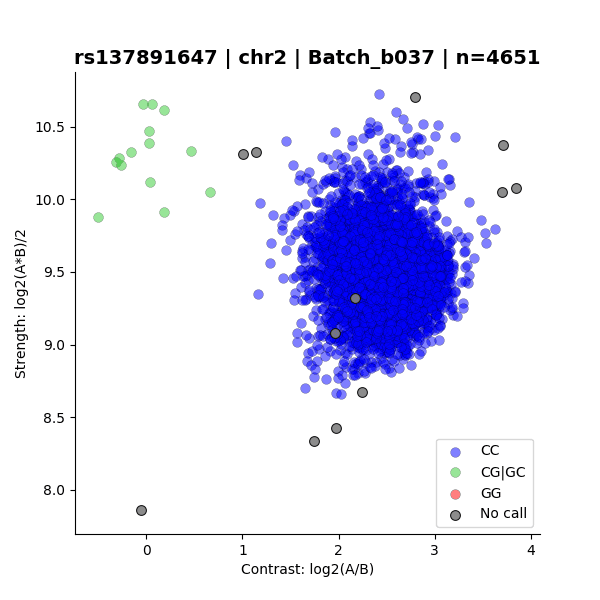 rs137891647 | chr2 | Batch_b037 | n=4651
Strength: log2(A*B)/2
10.5
10.0
9.5
9.0
8.5
8.0
0 1 2 3 4
Contrast: log2(A/B)
CC
CG|GC
GG
No call